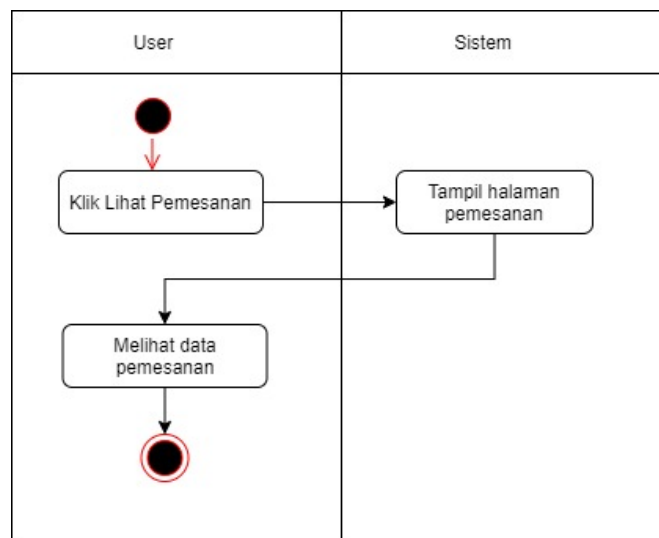 User
Sistem
Klik Lihat Pemesanan
Tampil halaman
pemesanan
Melihat data
pemesanan